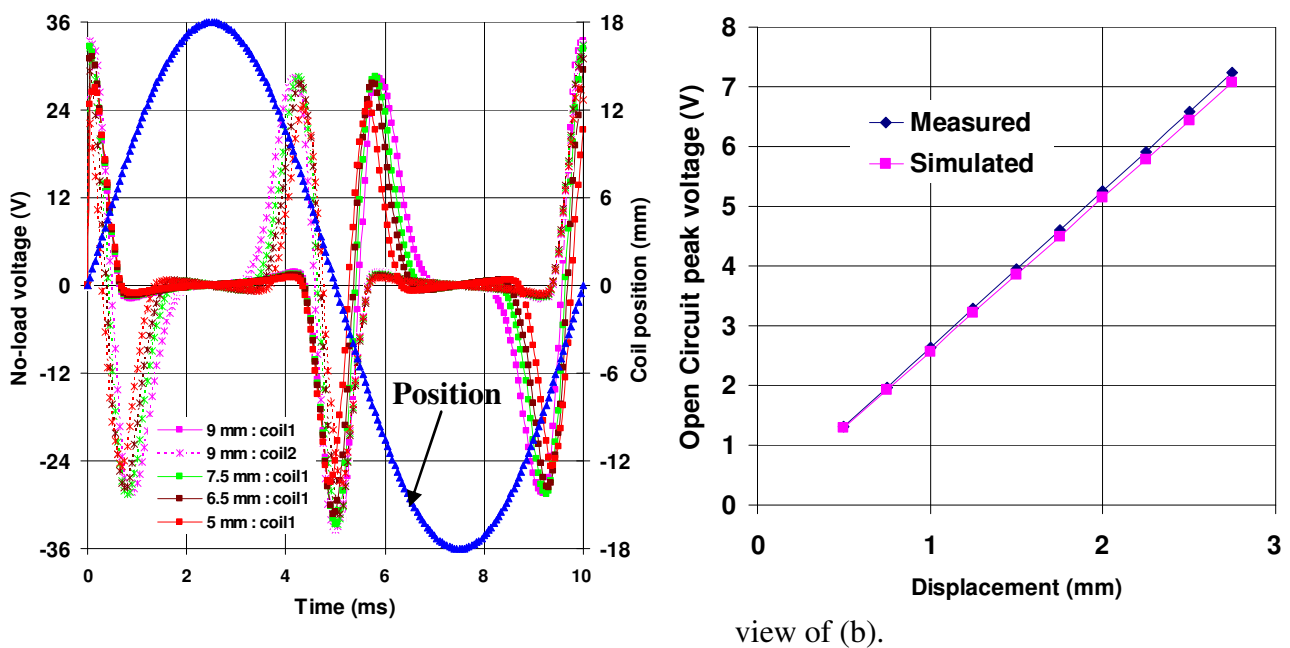 36
24
12
0
-12
-24
-36
No-load voltage (V)
18
12
6
0
-6
-12
-18
Coil position (mm)
Position
9 mm : coil1
9 mm : coil2
7.5 mm : coil1
6.5 mm : coil1
5 mm : coil1
0 2 4 6 8 10
Time (ms)
8
7
6
5
4
3
2
1
0
Open Circuit peak voltage (V)
Measured
Simulated
0 1 2 3
Displacement (mm)
view of (b).